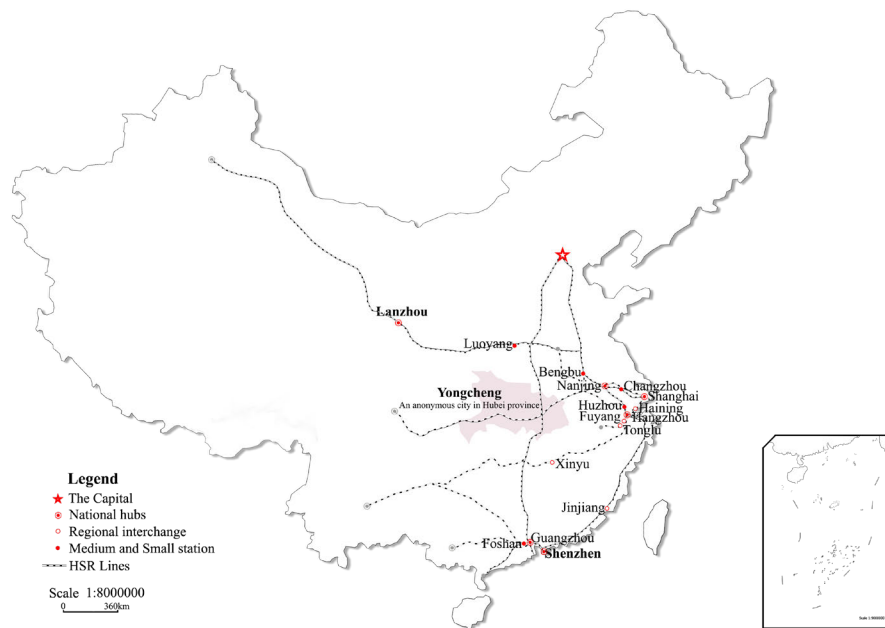 Lanzhou
Luoyang
Bengbu
Nanjing
Changzhou
Shanghai
Yongcheng
An anonymous city in Hubei province
Huzhou
Haining
Fuyang
Hangzhou
Tonglu
Xinyu
Jinjiang
Foshan
Guangzhou
Shenzhen
Legend
The Capital
National hubs
Regional interchange
Medium and Small station
HSR Lines
Scale 1:8000000
0 360km